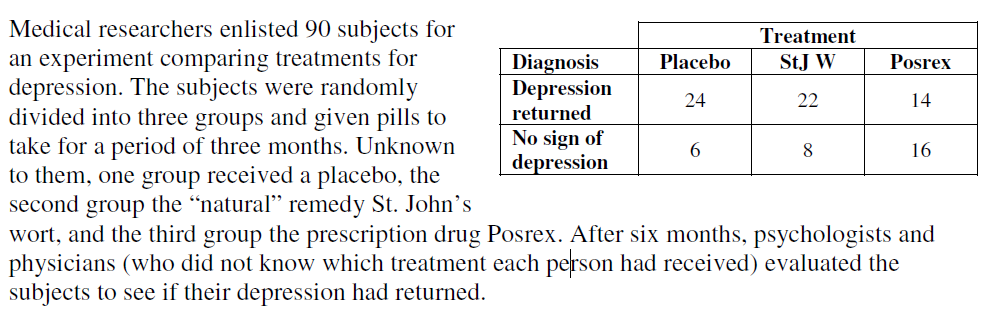 Medical researchers enlisted 90 subjects for
an experiment comparing treatments for
depression. The subjects were randomly
divided into three groups and given pills to
take for a period of three months. Unknown
to them, one group received a placebo, the
second group the “natural” remedy St. John’s
wort, and the third group the prescription drug Posrex. After six months, psychologists and
physicians (who did not know which treatment each person had received) evaluated the
subjects to see if their depression had returned.
Treatment
Diagnosis Placebo StJ W Posrex
Depression
returned 24 22 14
No sign of
depression 6 8 16